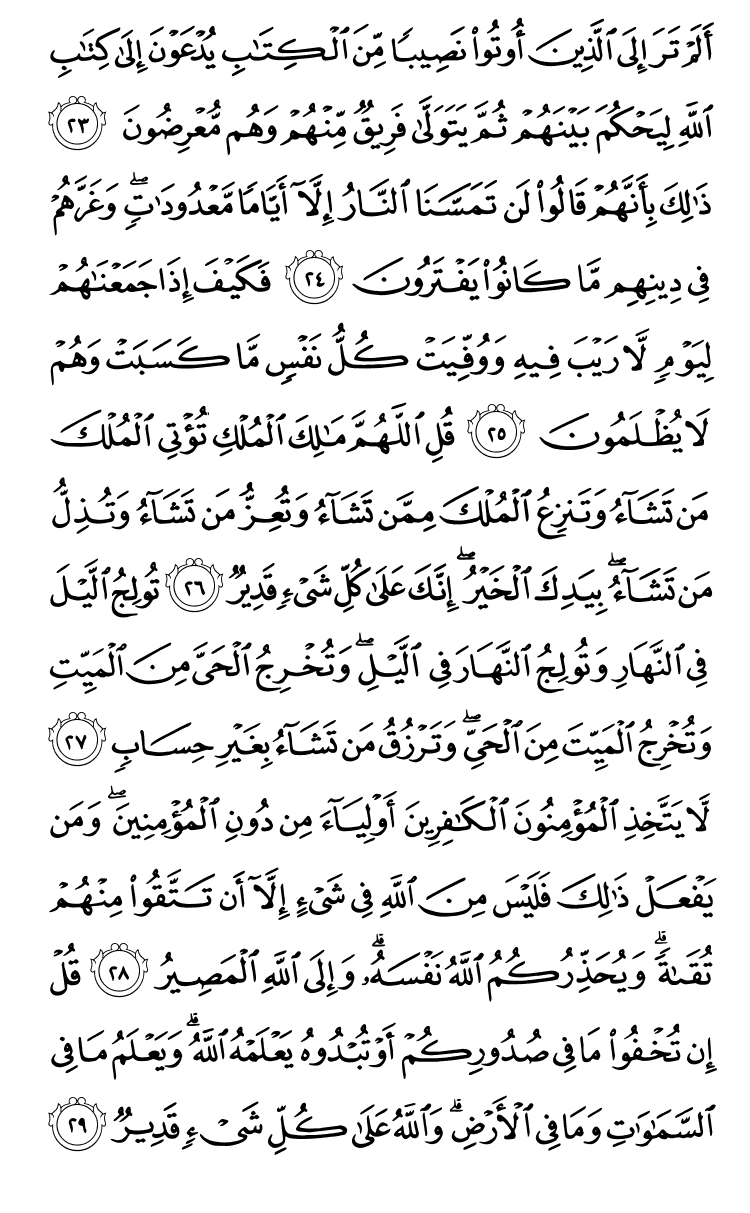 أَلَمْ تَرَ إِلَى ٱلَّذِينَ أُوتُوا۟ نَصِيبًا مِّنَ ٱلْكِتَـٰبِ يُدْعَوْنَ إِلَىٰ كِتَـٰبِ
ٱللَّهِ لِيَحْكُمَ بَيْنَهُمْ ثُمَّ يَتَوَلَّىٰ فَرِيقٌ مِّنْهُمْ وَهُم مُّعْرِضُونَ ٢٣
ذَٰلِكَ بِأَنَّهُمْ قَالُوا۟ لَن تَمَسَّنَا ٱلنَّارُ إِلَّآ أَيَّامًا مَّعْدُودَٰتٍ ۖ وَغَرَّهُمْ
فِى دِينِهِم مَّا كَانُوا۟ يَفْتَرُونَ ٢٤ فَكَيْفَ إِذَا جَمَعْنَـٰهُمْ
لِيَوْمٍ لَّا رَيْبَ فِيهِ وَوُفِّيَتْ كُلُّ نَفْسٍ مَّا كَسَبَتْ وَهُمْ
لَا يُظْلَمُونَ ٢٥ قُلِ ٱللَّهُمَّ مَـٰلِكَ ٱلْمُلْكِ تُؤْتِى ٱلْمُلْكَ
مَن تَشَآءُ وَتَنزِعُ ٱلْمُلْكَ مِمَّن تَشَآءُ وَتُعِزُّ مَن تَشَآءُ وَتُذِلُّ
مَن تَشَآءُ ۖ بِيَدِكَ ٱلْخَيْرُ ۖ إِنَّكَ عَلَىٰ كُلِّ شَىْءٍ قَدِيرٌ ٢٦ تُولِجُ ٱلَّيْلَ
فِى ٱلنَّهَارِ وَتُولِجُ ٱلنَّهَارَ فِى ٱلَّيْلِ ۖ وَتُخْرِجُ ٱلْحَىَّ مِنَ ٱلْمَيِّتِ
وَتُخْرِجُ ٱلْمَيِّتَ مِنَ ٱلْحَىِّ ۖ وَتَرْزُقُ مَن تَشَآءُ بِغَيْرِ حِسَابٍ ٢٧
لَّا يَتَّخِذِ ٱلْمُؤْمِنُونَ ٱلْكَـٰفِرِينَ أَوْلِيَآءَ مِن دُونِ ٱلْمُؤْمِنِينَ ۖ وَمَن
يَفْعَلْ ذَٰلِكَ فَلَيْسَ مِنَ ٱللَّهِ فِى شَىْءٍ إِلَّآ أَن تَتَّقُوا۟ مِنْهُمْ
تُقَىٰةً ۗ وَيُحَذِّرُكُمُ ٱللَّهُ نَفْسَهُۥ ۗ وَإِلَى ٱللَّهِ ٱلْمَصِيرُ ٢٨ قُلْ
إِن تُخْفُوا۟ مَا فِى صُدُورِكُمْ أَوْ تُبْدُوهُ يَعْلَمْهُ ٱللَّهُ ۗ وَيَعْلَمُ مَا فِى
ٱلسَّمَـٰوَٰتِ وَمَا فِى ٱلْأَرْضِ ۗ وَٱللَّهُ عَلَىٰ كُلِّ شَىْءٍ قَدِيرٌ ٢٩